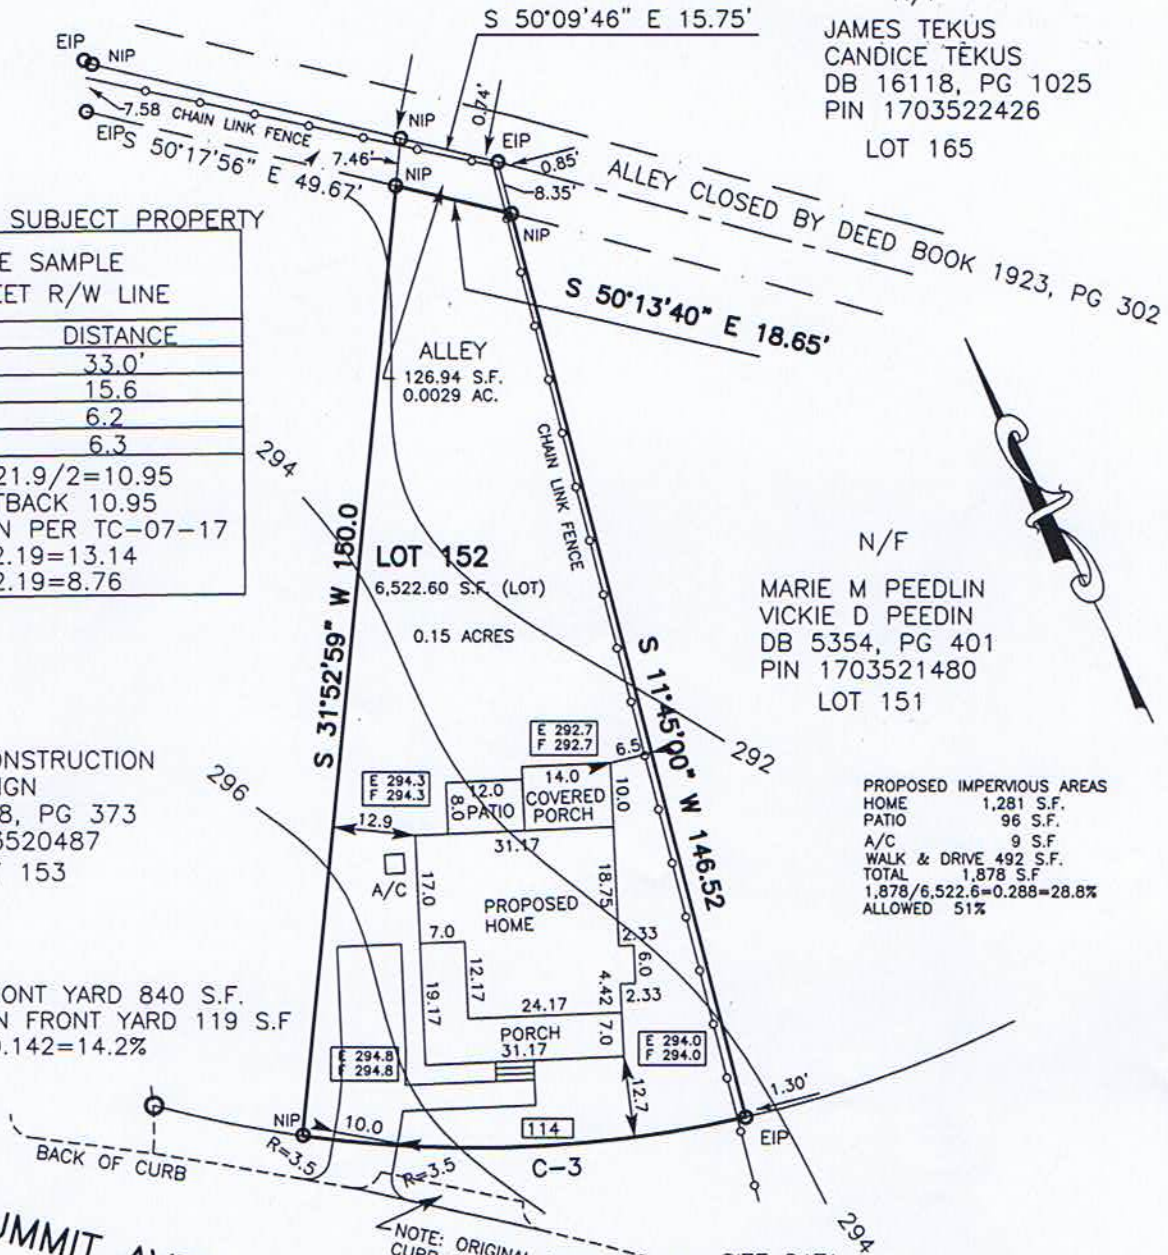 S 50°09'46" E 15.75'
JAMES TEKUS
CANDICE TEKUS
DB 16118, PG 1025
PIN 1703522426
LOT 165
EIP
NIP
7.58
CHAIN LINK FENCE
EIP
S 50°17'56" E 49.67'
7.46'
NIP
NIP
0.74'
EIP
0.85'
8.35'
NIP
ALLEY CLOSED BY DEED BOOK 1923, PG 302
S 50°13'40" E 18.65'
SUBJECT PROPERTY
E SAMPLE
EET R/W LINE
DISTANCE
33.0'
15.6
6.2
6.3
21.9/2=10.95
TBACK 10.95
N PER TC-07-17
2.19=13.14
2.19=8.76
ALLEY
126.94 S.F.
0.0029 AC.
294
CHAIN LINK FENCE
LOT 152
6,522.60 S.F. (LOT)
0.15 ACRES
S 31°52'59" W 150.0
S 11°45'00" W 146.52
N/F
MARIE M PEEDLIN
VICKIE D PEEDIN
DB 5354, PG 401
PIN 1703521480
LOT 151
292
ONSTRUCTION
IGN
8, PG 373
3520487
153
296
E 292.7
F 292.7
6.5
E 294.3
F 294.3
12.0
8.0
PATIO
14.0
COVERED
PORCH
10.0
12.9
31.17
A/C
17.0
18.75
PROPOSED
HOME
7.0
12.17
19.17
2.33
6.0
4.42
2.33
24.17
7.0
PORCH
31.17
E 294.8
F 294.8
E 294.0
F 294.0
12.7
PROPOSED IMPERVIOUS AREAS
HOME 1,281 S.F.
PATIO 96 S.F.
A/C 9 S.F
WALK & DRIVE 492 S.F.
TOTAL 1,878 S.F
1,878/6,522.6=0.288=28.8%
ALLOWED 51%
ONT YARD 840 S.F.
N FRONT YARD 119 S.F
0.142=14.2%
NIP
10.0
114
1.30'
EIP
R=3.5
R=3.5
C-3
BACK OF CURB
294
UMMIT
NOTE: ORIGINAL